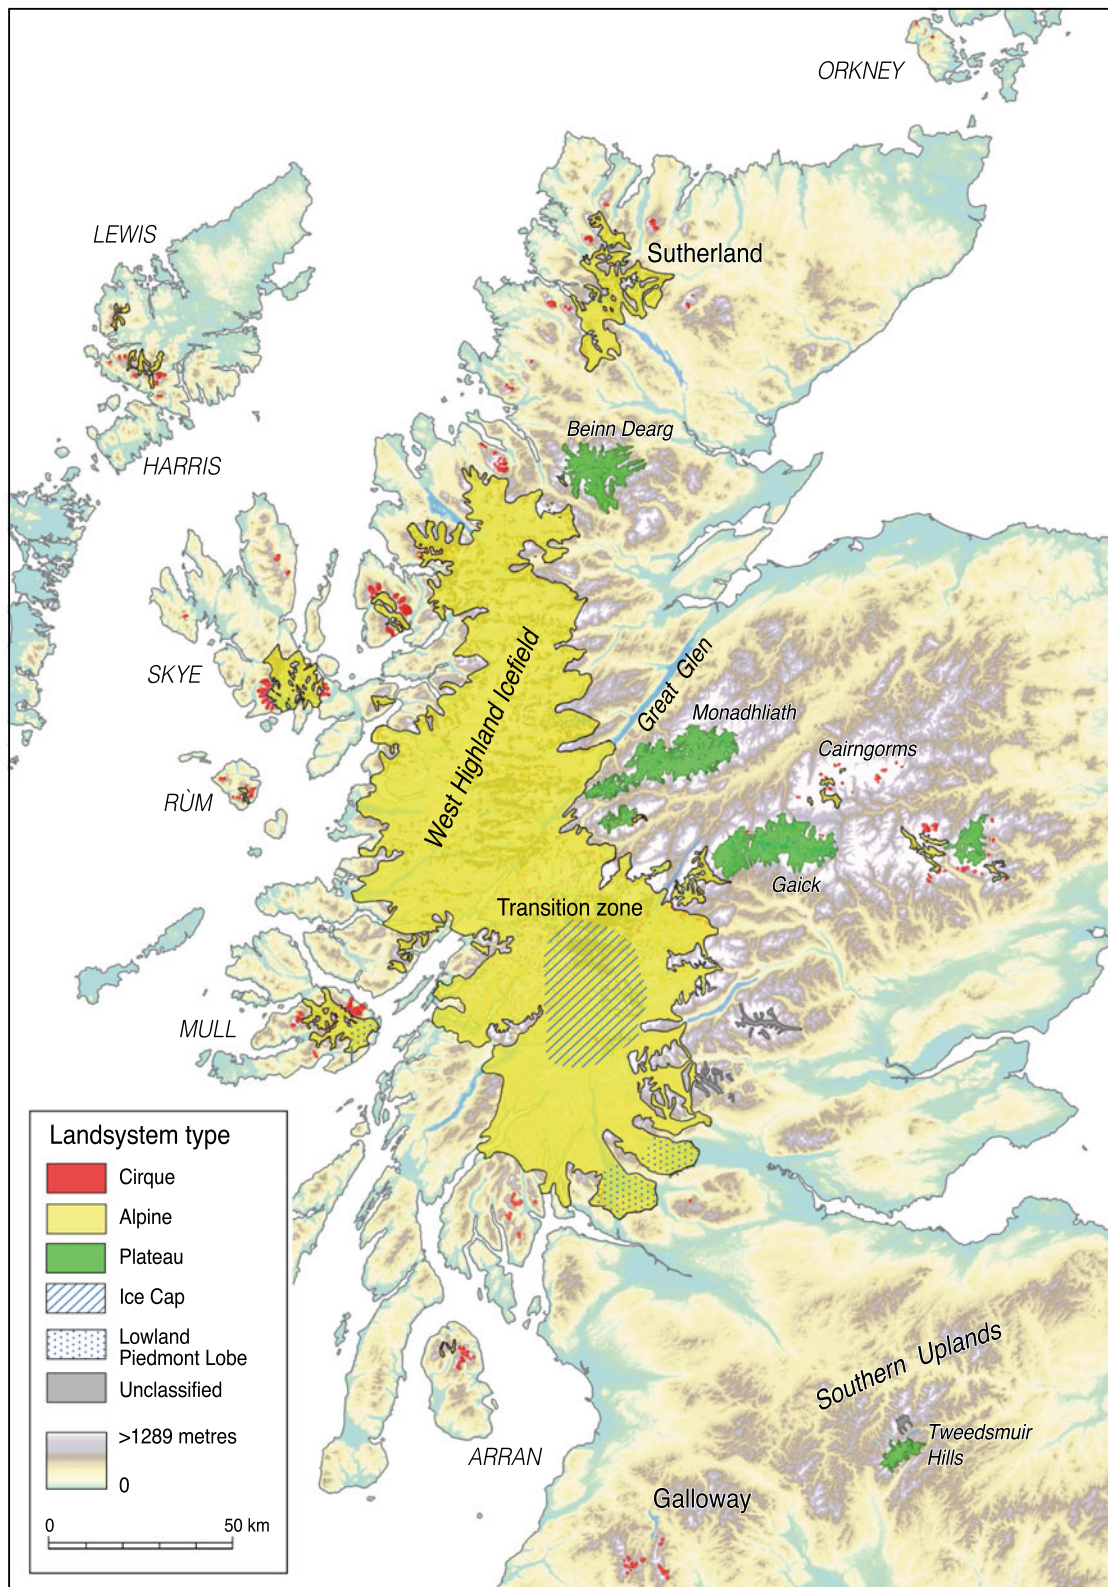 ORKNEY
LEWIS
Sutherland
Beinn Dearg
HARRIS
SKYE
West Highland Icefield
Great Glen
Monadhliath
Cairngorms
RÙM
Gaick
Transition zone
MULL
Landsystem type
Cirque
Alpine
Plateau
Ice Cap
Lowland
Piedmont Lobe
Unclassified
>1289 metres
0
0 50 km
ARRAN
Southern Uplands
Tweedsmuir
Hills
Galloway